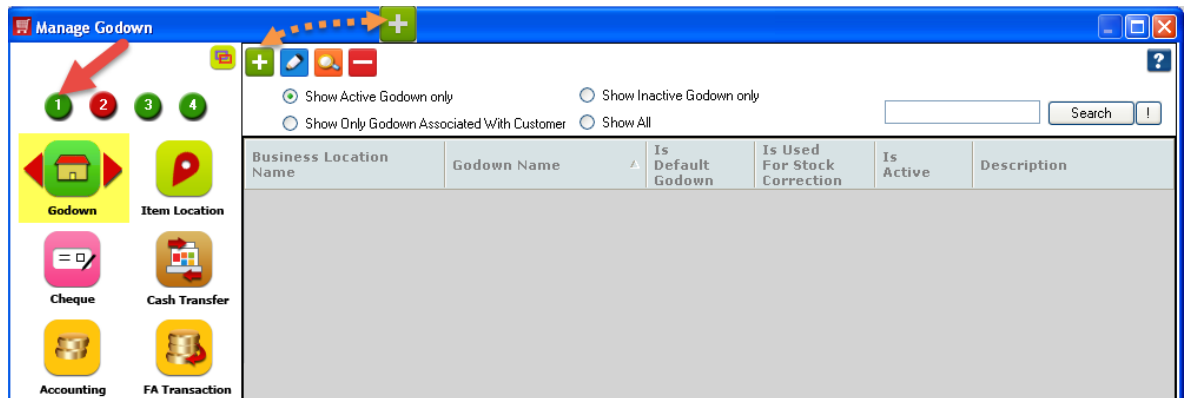 Manage Godown
1 2 3 4
Show Active Godown only
Show Inactive Godown only
Show Only Godown Associated With Customer
Show All
Search
!
?
Business Location
Name
Godown Name
Is
Default
Godown
Is Used
For Stock
Correction
Is
Active
Description
Godown
Item Location
Cheque
Cash Transfer
Accounting
FA Transaction